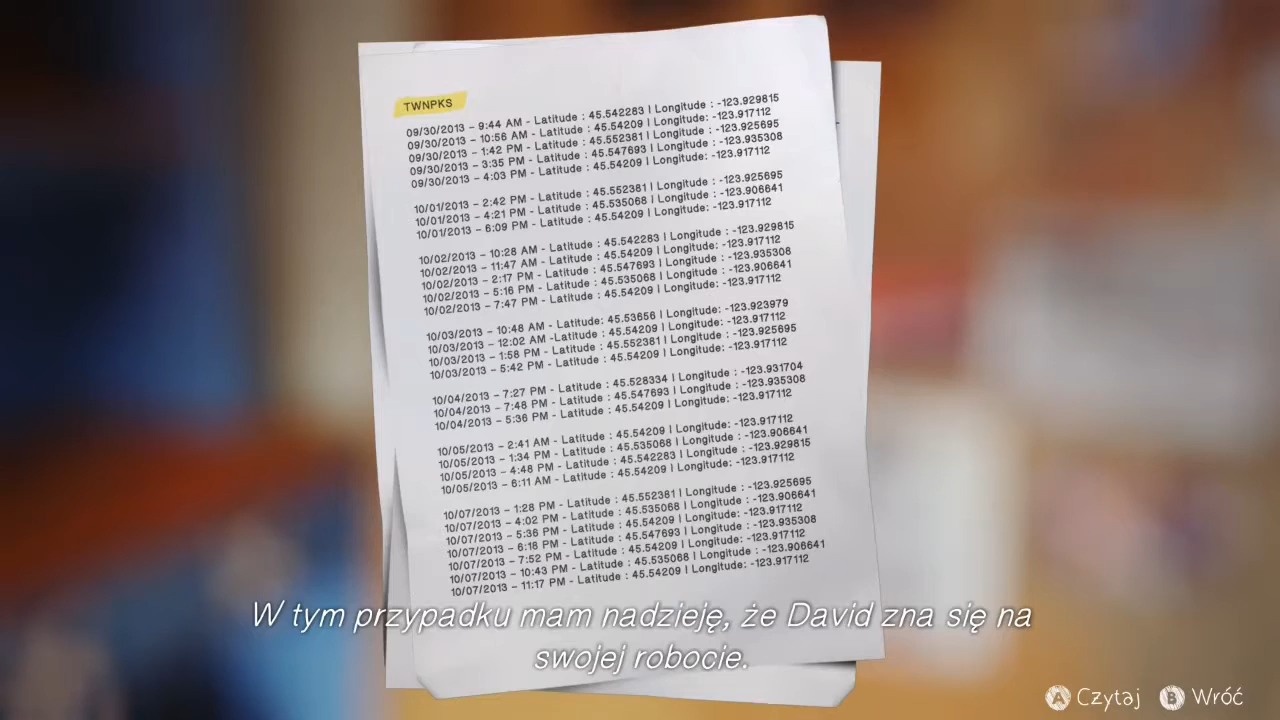 TWNPKS
09/30/2013 – 9:44 AM - Latitude : 45.542283 | Longitude : -123.929815
09/30/2013 – 10:56 AM - Latitude : 45.54209 | Longitude: -123.917112
09/30/2013 – 1:42 PM - Latitude : 45.552381 | Longitude : -123.925695
09/30/2013 – 3:35 PM - Latitude : 45.547693 | Longitude : -123.935308
09/30/2013 – 4:03 PM - Latitude : 45.54209 | Longitude: -123.917112
10/01/2013 – 2:42 PM - Latitude : 45.552381 | Longitude : -123.925695
10/01/2013 – 4:21 PM - Latitude : 45.535068 | Longitude : -123.906641
10/01/2013 – 6:09 PM - Latitude : 45.54209 | Longitude: -123.917112
10/02/2013 – 10:28 AM - Latitude : 45.542283 | Longitude : -123.929815
10/02/2013 – 11:47 AM - Latitude : 45.54209 | Longitude: -123.917112
10/02/2013 – 2:17 PM - Latitude : 45.547693 | Longitude : -123.935308
10/02/2013 – 5:16 PM - Latitude : 45.535068 | Longitude : -123.906641
10/02/2013 – 7:47 PM - Latitude : 45.54209 | Longitude: -123.917112
10/03/2013 – 10:48 AM - Latitude: 45.53656 | Longitude: -123.923979
10/03/2013 – 12:02 AM -Latitude : 45.54209 | Longitude: -123.917112
10/03/2013 – 1:58 PM - Latitude : 45.552381 | Longitude : -123.925695
10/03/2013 – 5:42 PM - Latitude : 45.54209 | Longitude: -123.917112
10/04/2013 – 7:27 PM - Latitude : 45.528334 | Longitude : -123.931704
10/04/2013 – 7:48 PM - Latitude : 45.547693 | Longitude : -123.935308
10/04/2013 – 5:36 PM - Latitude : 45.54209 | Longitude: -123.917112
10/05/2013 – 2:41 AM - Latitude : 45.54209 | Longitude: -123.917112
10/05/2013 – 1:34 PM - Latitude : 45.535068 | Longitude : -123.906641
10/05/2013 – 4:48 PM - Latitude : 45.542283 | Longitude : -123.929815
10/05/2013 – 6:11 AM - Latitude : 45.54209 | Longitude: -123.917112
10/07/2013 – 1:28 PM - Latitude : 45.552381 | Longitude : -123.925695
10/07/2013 – 4:02 PM - Latitude : 45.535068 | Longitude : -123.906641
10/07/2013 – 5:36 PM - Latitude : 45.54209 | Longitude: -123.917112
10/07/2013 – 6:18 PM - Latitude : 45.547693 | Longitude : -123.935308
10/07/2013 – 7:52 PM - Latitude : 45.54209 | Longitude: -123.917112
10/07/2013 – 10:43 PM - Latitude : 45.535068 | Longitude : -123.906641
10/07/2013 – 11:17 PM - Latitude : 45.54209 | Longitude: -123.917112
W tym przypadku mam nadzieję, że David zna się na
swojej robocie.
A Czytaj B Wróć